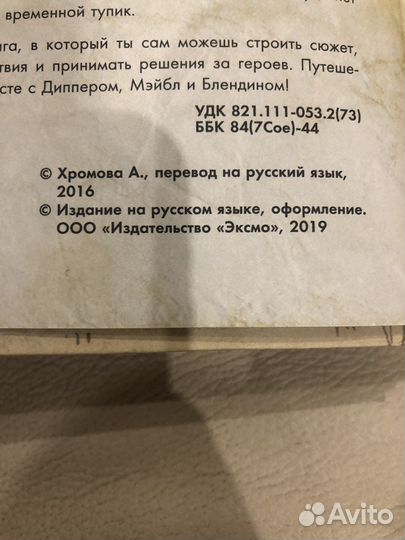 временной тупик.
ига, в который ты сам можешь строить сюжет,
твия и принимать решения за героев. Путеше-
сте с Диппером, Мэйбл и Блендином!
УДК 821.111-053.2(73)
ББК 84(7Сое)-44
© Хромова А., перевод на русский язык,
2016
© Издание на русском языке, оформление.
ООО «Издательство «Эксмо», 2019
Avito